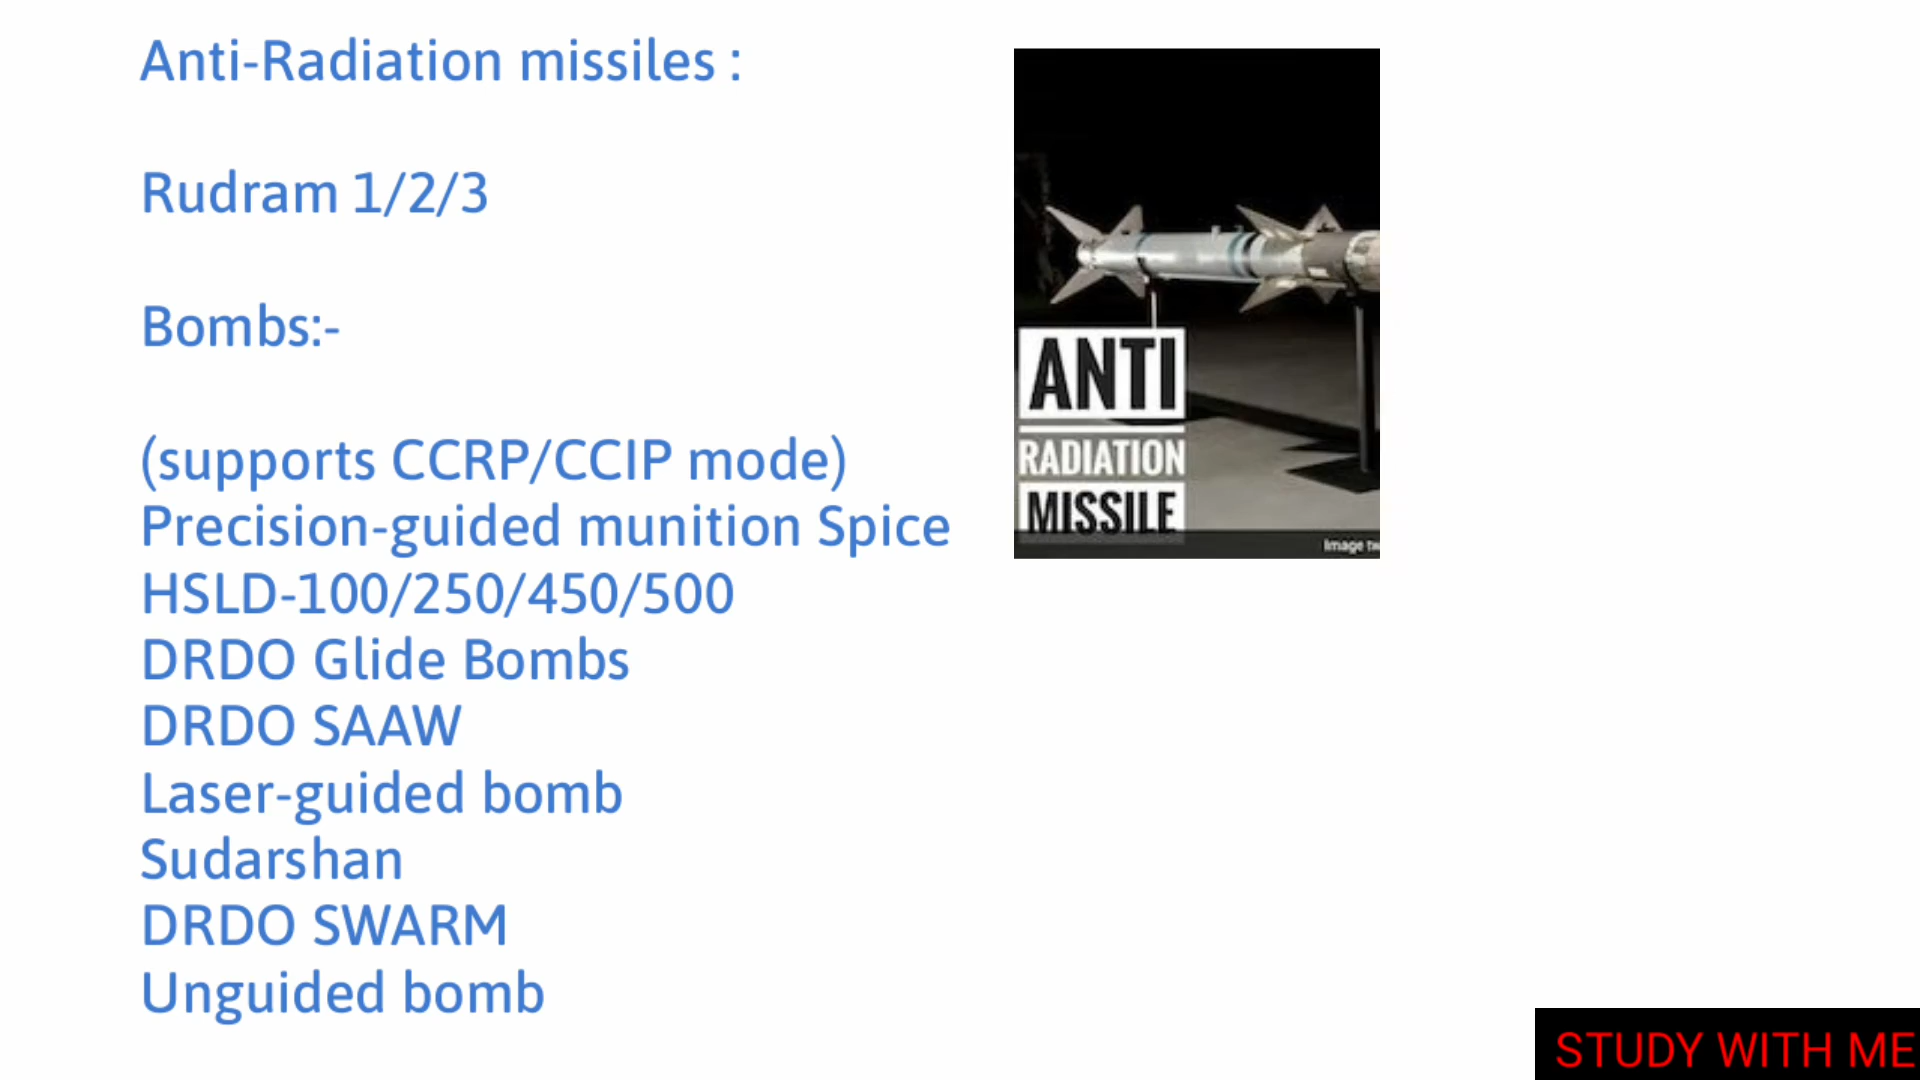 Anti-Radiation missiles :
Rudram 1/2/3
Bombs:-
(supports CCRP/CCIP mode)
Precision-guided munition Spice
HSLD-100/250/450/500
DRDO Glide Bombs
DRDO SAAW
Laser-guided bomb
Sudarshan
DRDO SWARM
Unguided bomb
ANTI
RADIATION
MISSILE
Image
STUDY WITH ME